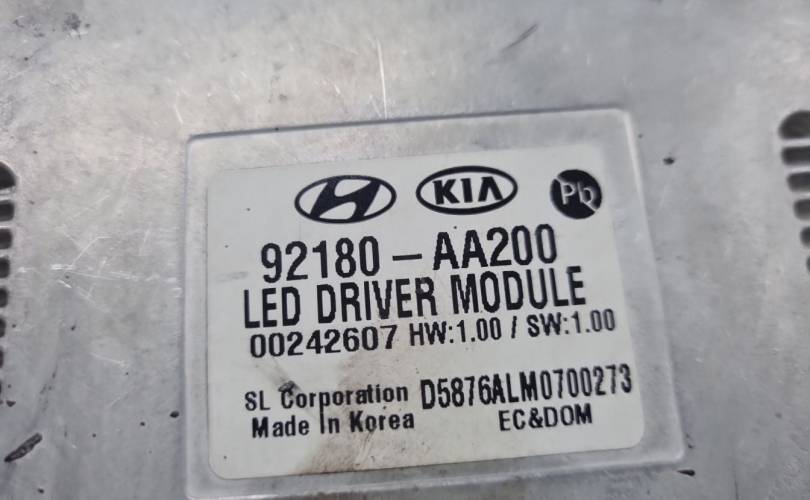 KIA Pb
92180-AA200
LED DRIVER MODULE
00242607 HW:1.00 / SW:1.00
SL Corporation D5876ALM0700273
Made In Korea EC&DOM